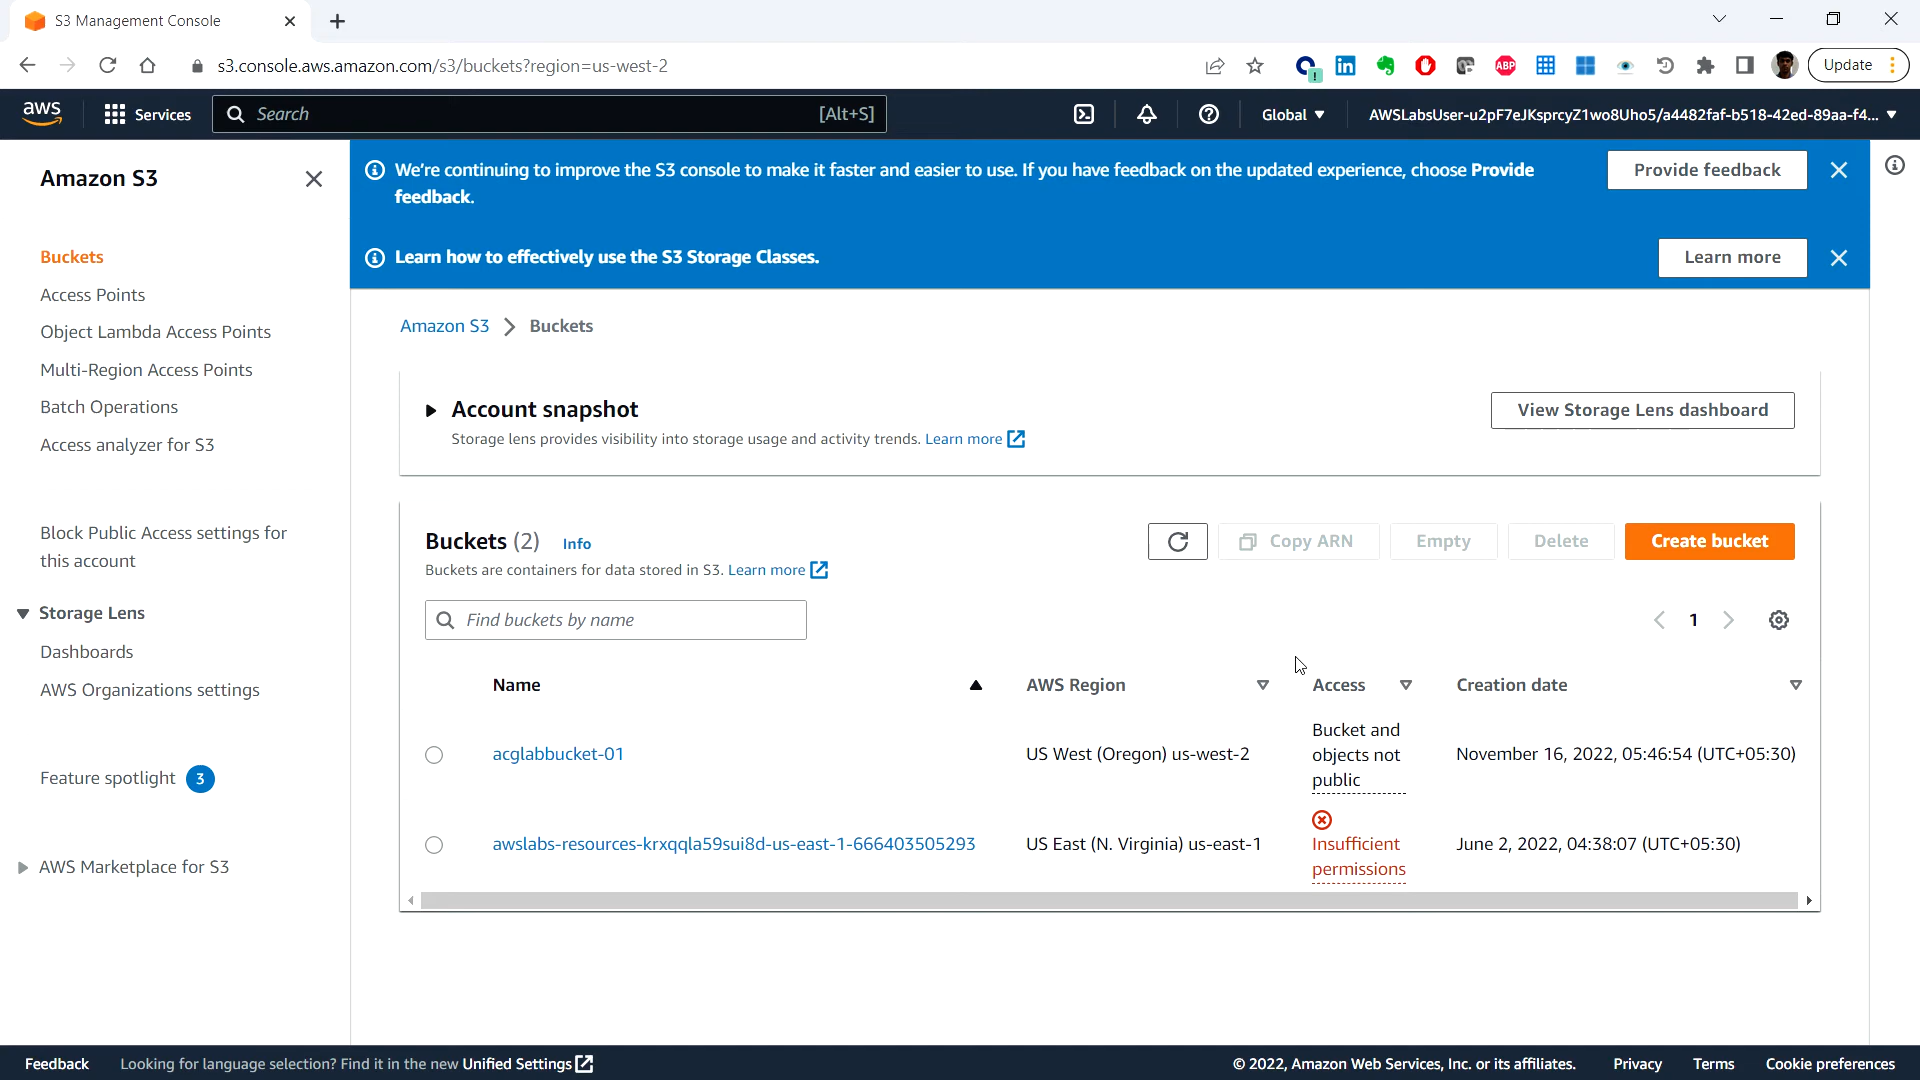 S3 Management Console
s3.console.aws.amazon.com/s3/buckets?region=us-west-2
ABP
Update
aws
Services
Search
[Alt+S]
Global
AWSLabsUser-u2pF7eJKsprcyZ1wo8Uho5/a4482faf-b518-42ed-89aa-f4...
Amazon S3
Buckets
Access Points
Object Lambda Access Points
Multi-Region Access Points
Batch Operations
Access analyzer for S3
Block Public Access settings for
this account
Storage Lens
Dashboards
AWS Organizations settings
Feature spotlight 3
AWS Marketplace for S3
We're continuing to improve the S3 console to make it faster and easier to use. If you have feedback on the updated experience, choose Provide
feedback.
Provide feedback
Learn how to effectively use the S3 Storage Classes.
Learn more
Amazon S3 > Buckets
Account snapshot
Storage lens provides visibility into storage usage and activity trends. Learn more
View Storage Lens dashboard
Buckets (2) Info
Buckets are containers for data stored in S3. Learn more
Copy ARN
Empty
Delete
Create bucket
Find buckets by name
1
Name
AWS Region
Access
Creation date
acglabbucket-01
US West (Oregon) us-west-2
Bucket and
objects not
public
November 16, 2022, 05:46:54 (UTC+05:30)
awslabs-resources-krxqqla59sui8d-us-east-1-666403505293
US East (N. Virginia) us-east-1
Insufficient
permissions
June 2, 2022, 04:38:07 (UTC+05:30)
Feedback
Looking for language selection? Find it in the new Unified Settings
© 2022, Amazon Web Services, Inc. or its affiliates.
Privacy
Terms
Cookie preferences